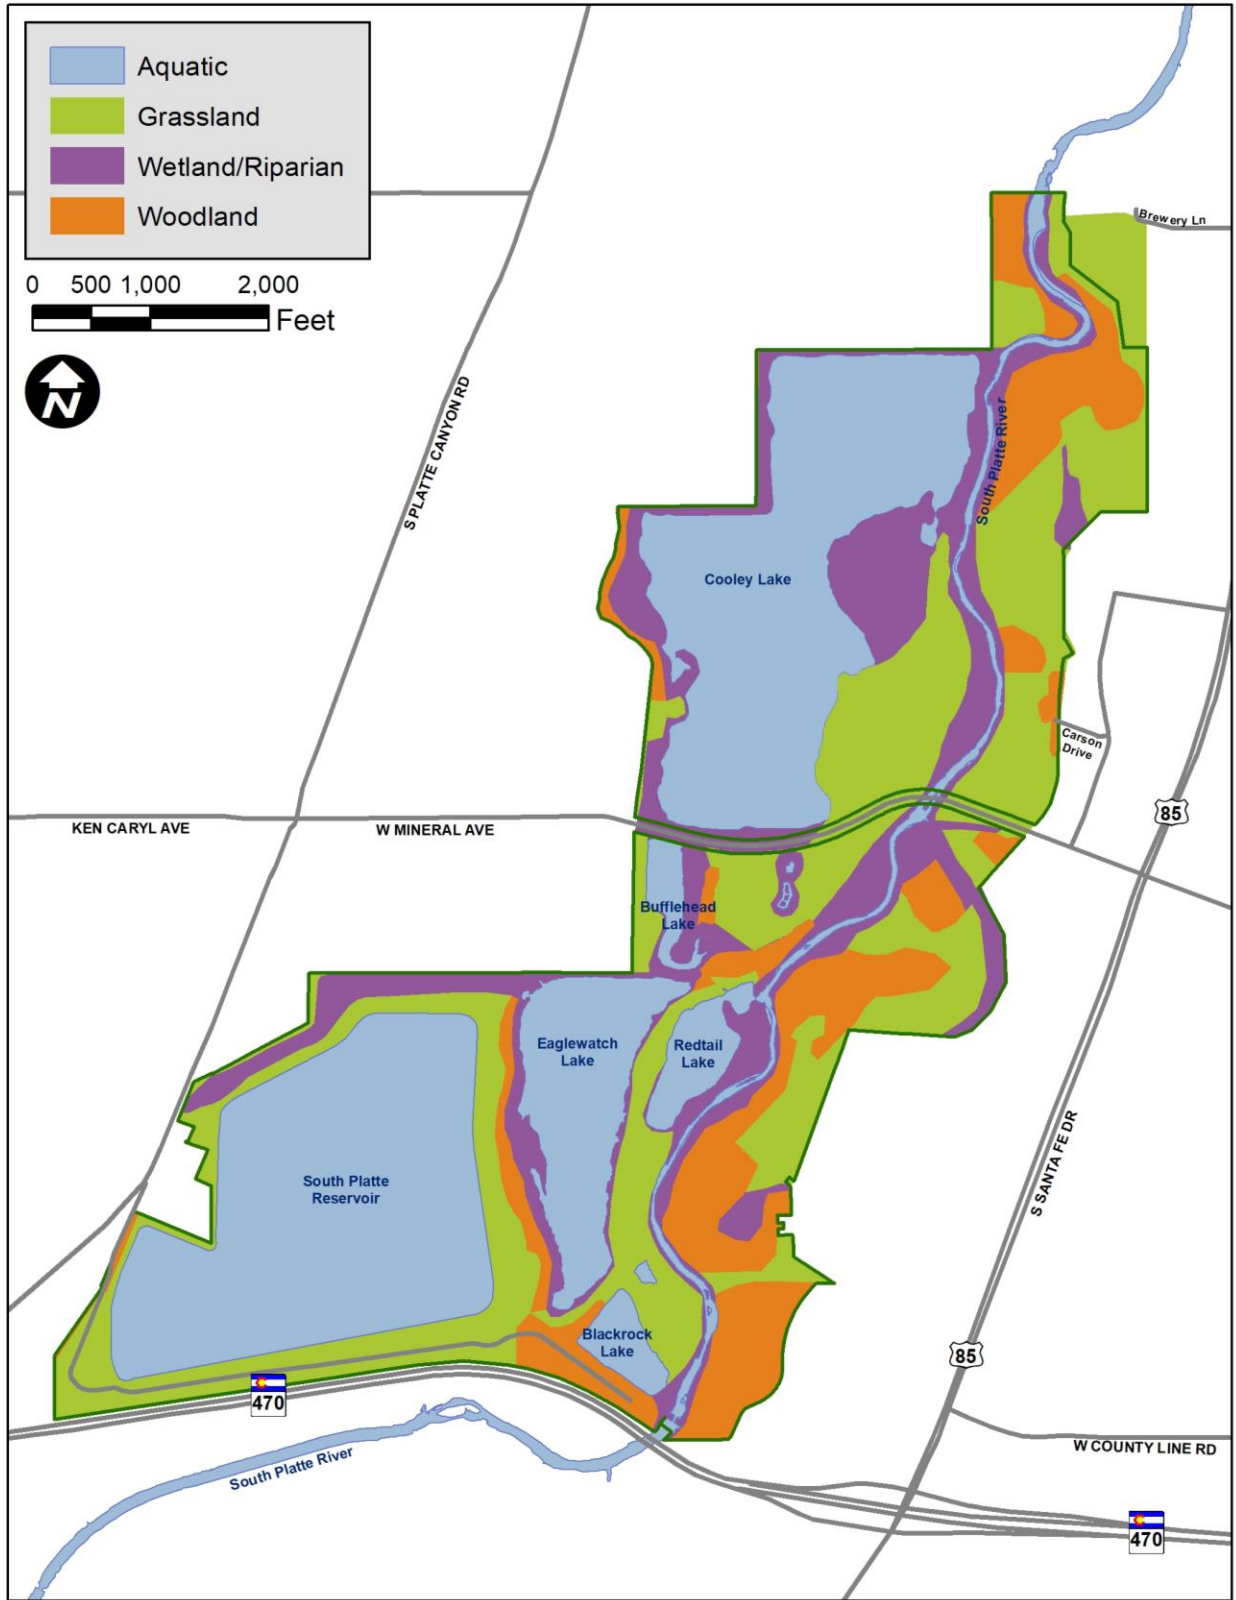 Aquatic
Grassland
Wetland/Riparian
Woodland
0 500 1,000 2,000
Feet
N
Brewery Ln
S PLATTE CANYON RD
South Platte River
Cooley Lake
Carson
Drive
85
KEN CARYL AVE
W MINERAL AVE
Bufflehead
Lake
Eaglewatch
Lake
Redtail
Lake
S SANTA FE DR
South Platte
Reservoir
Blackrock
Lake
85
470
W COUNTY LINE RD
South Platte River
470